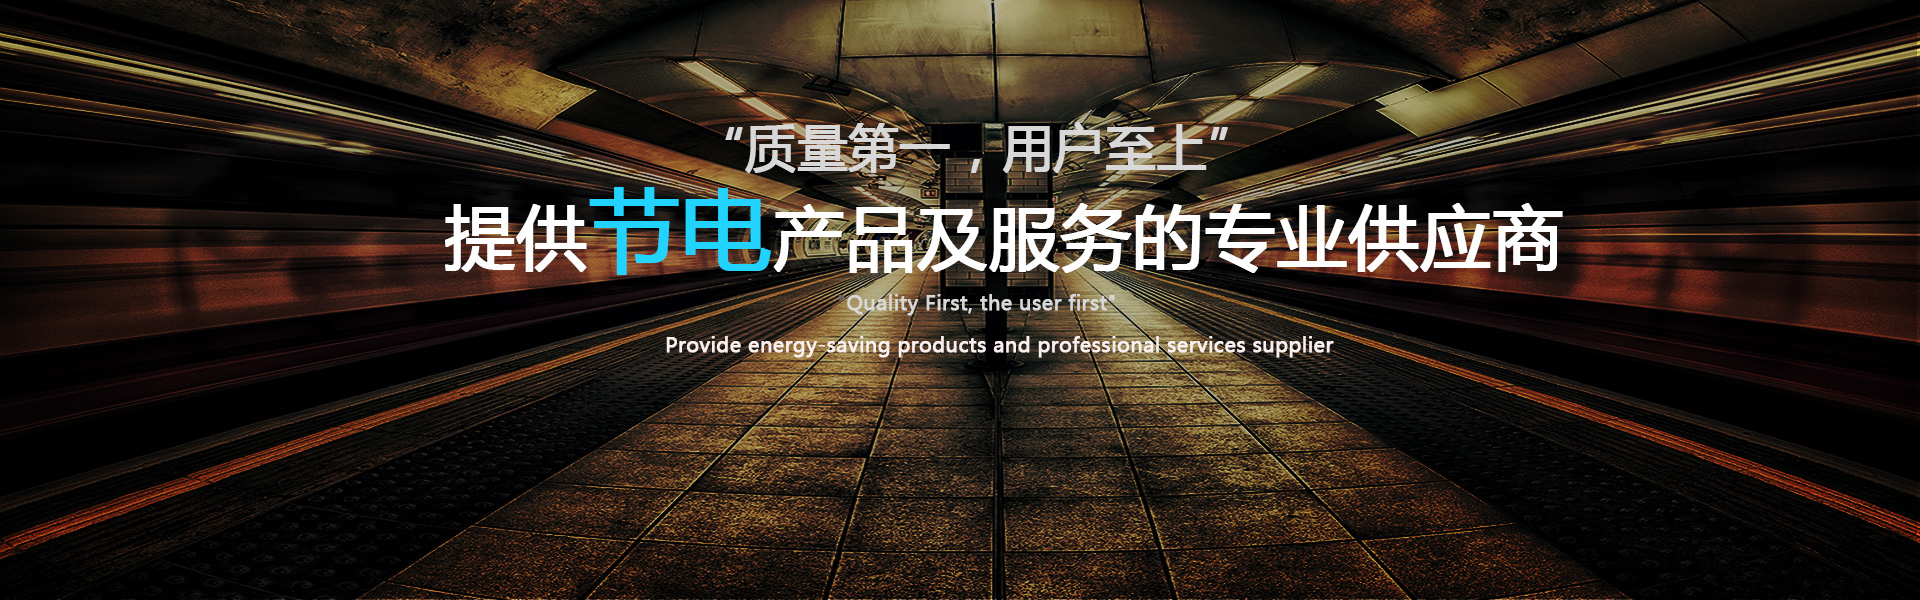 “质量第一，用户至上”
提供节电产品及服务的专业供应商
Quality First, the user first"
Provide energy-saving products and professional services supplier